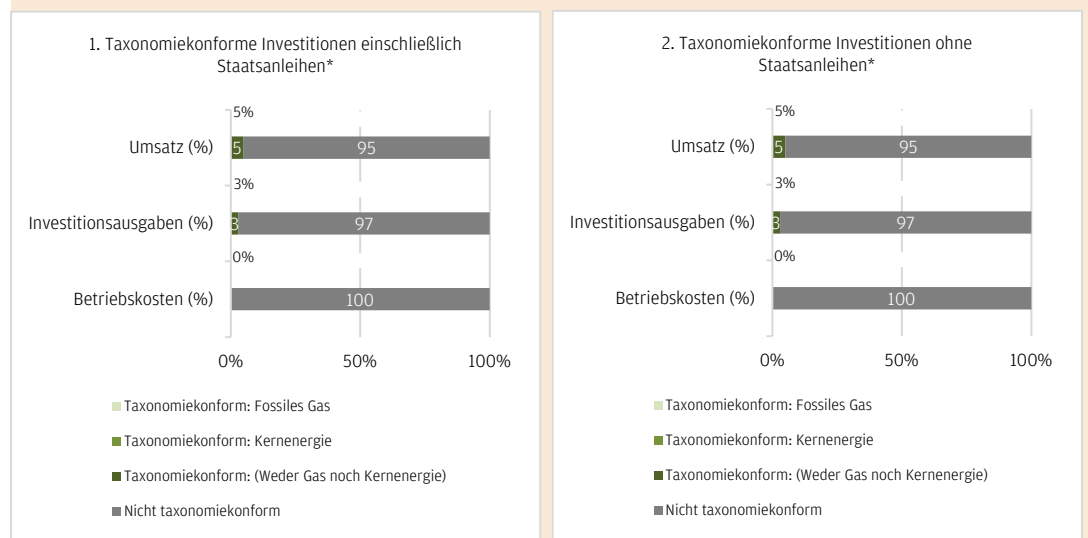 1. Taxonomiekonforme Investitionen einschließlich
Staatsanleihen*
5%
Umsatz (%)
5
95
3%
Investitionsausgaben (%)
3
97
0%
Betriebskosten (%)
100
0%
50%
100%
Taxonomiekonform: Fossiles Gas
Taxonomiekonform: Kernenergie
Taxonomiekonform: (Weder Gas noch Kernenergie)
Nicht taxonomiekonform
2. Taxonomiekonforme Investitionen ohne
Staatsanleihen*
5%
Umsatz (%)
5
95
3%
Investitionsausgaben (%)
3
97
0%
Betriebskosten (%)
100
0%
50%
100%
Taxonomiekonform: Fossiles Gas
Taxonomiekonform: Kernenergie
Taxonomiekonform: (Weder Gas noch Kernenergie)
Nicht taxonomiekonform